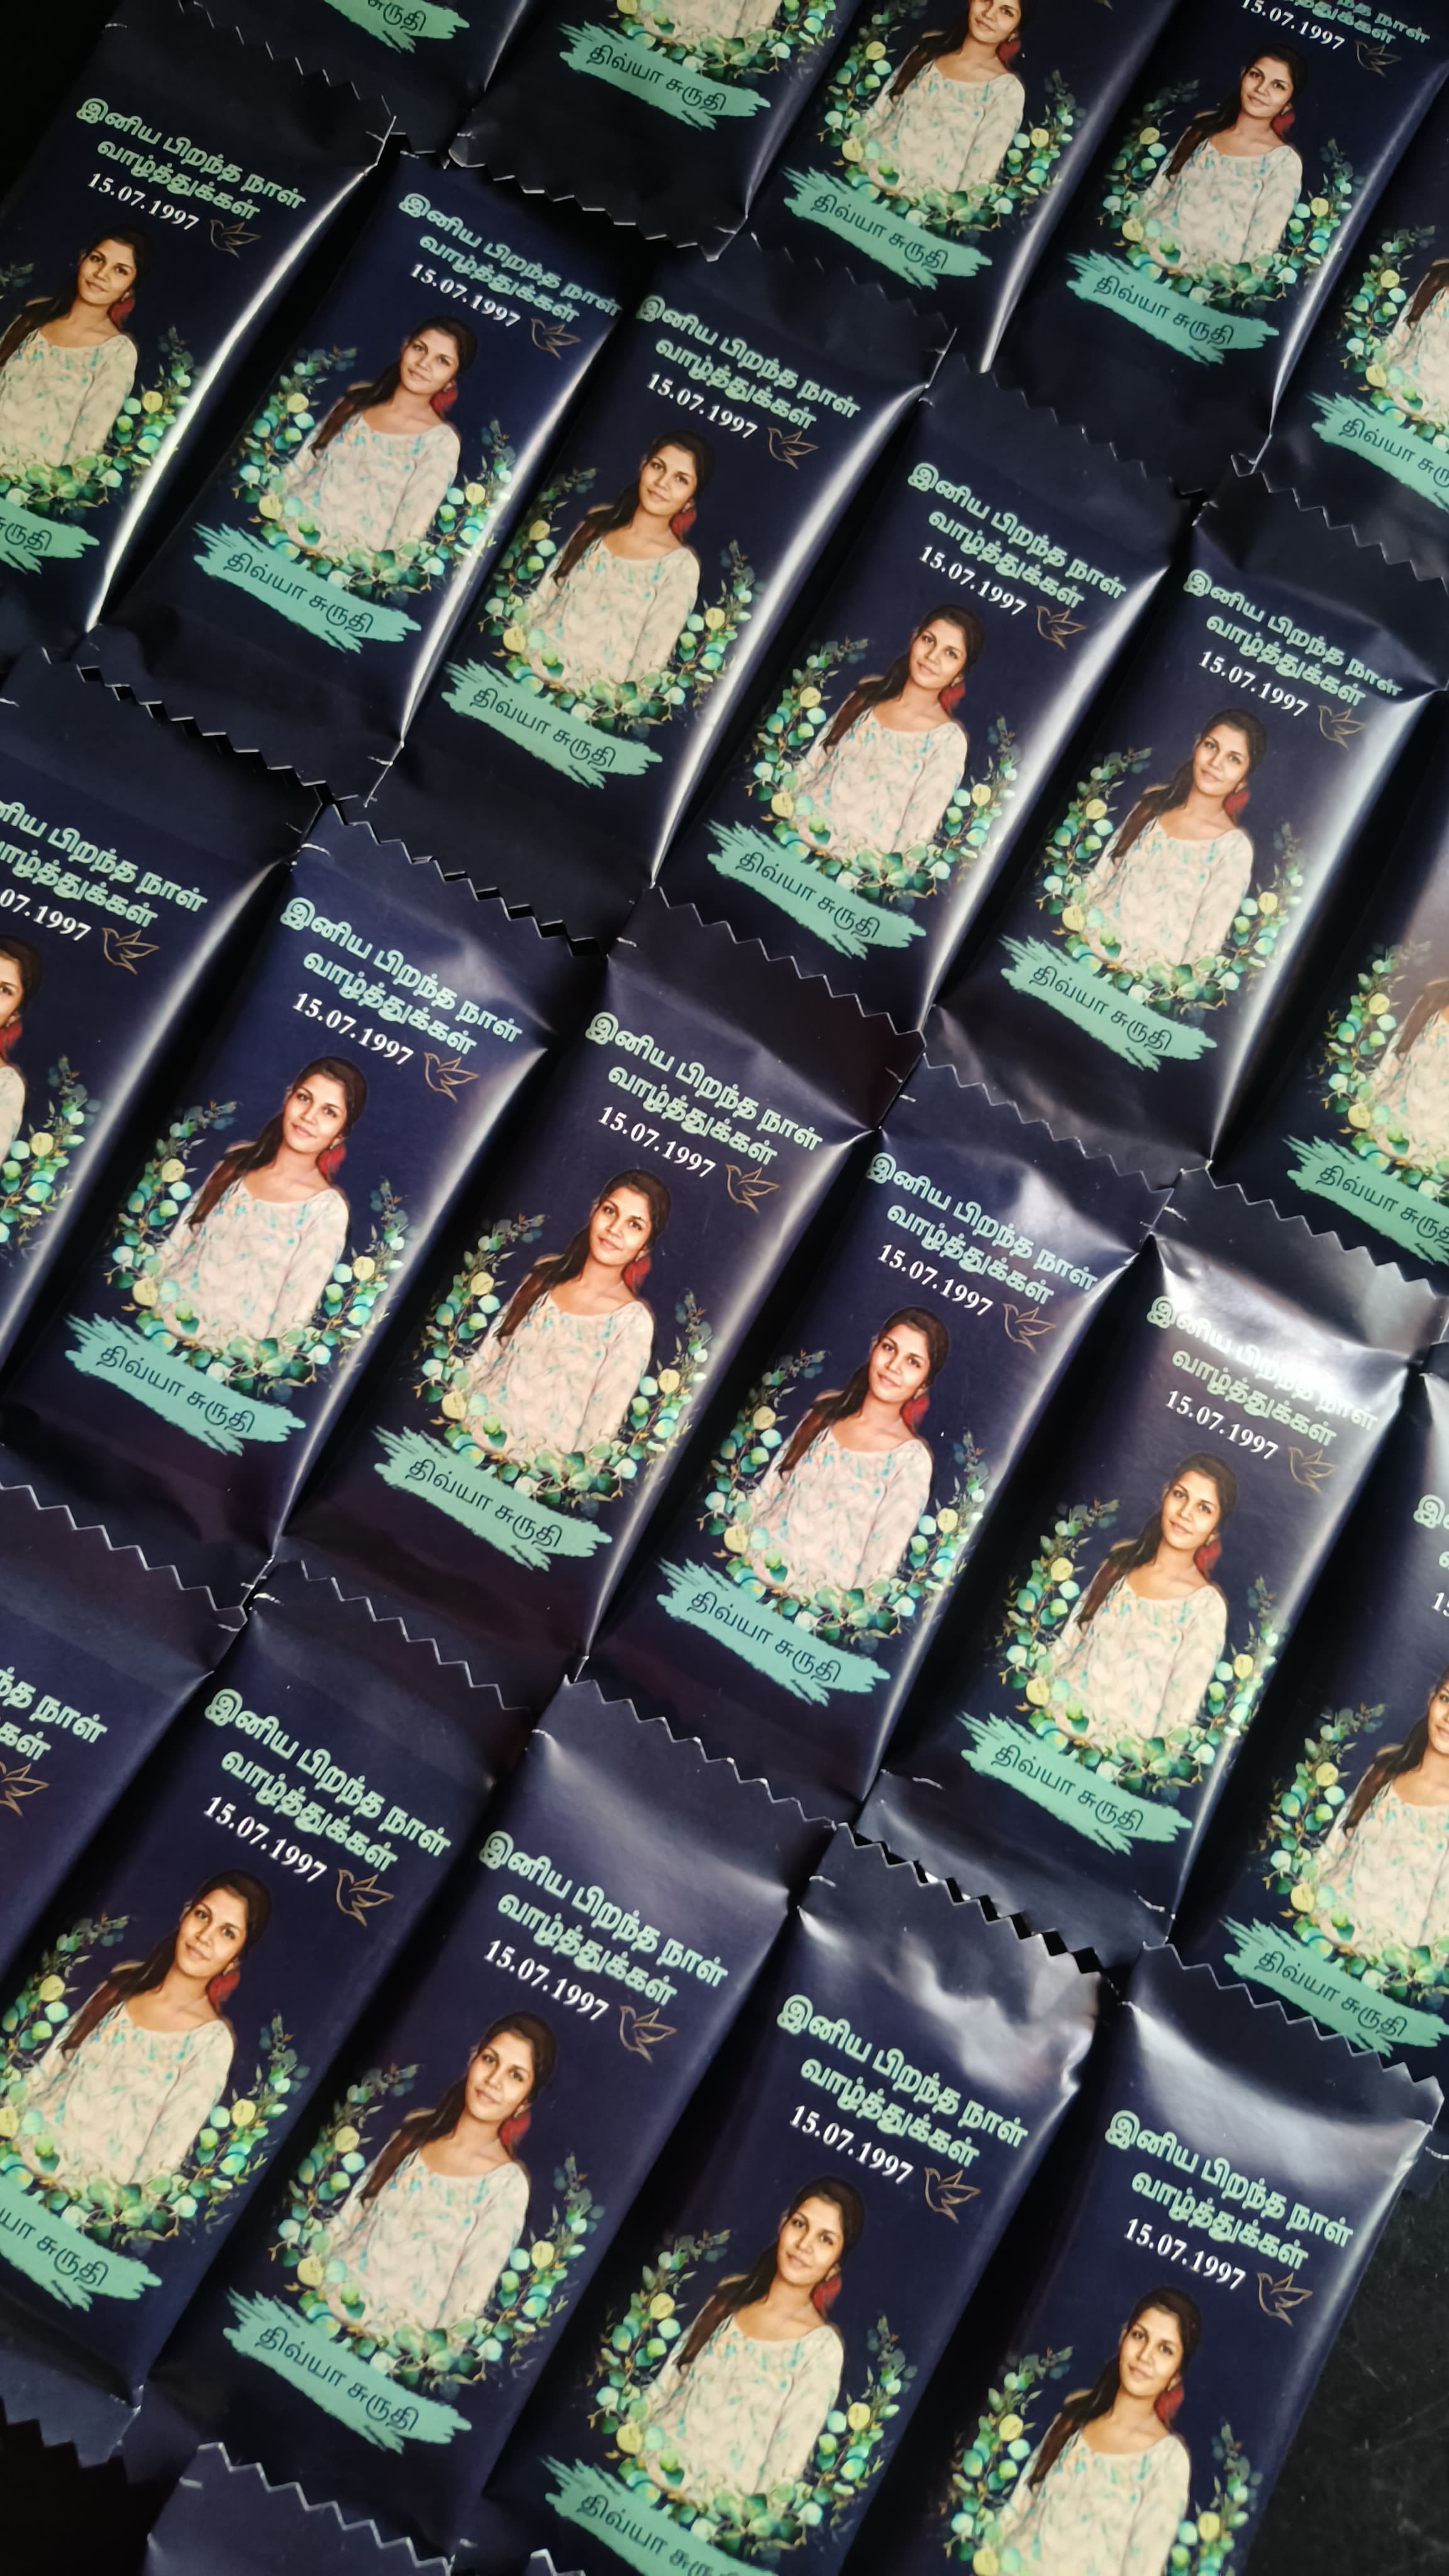 இனிய பிறந்த நாள்
வாழ்த்துக்கள்
15.07.1997
திவ்யா சுருதி